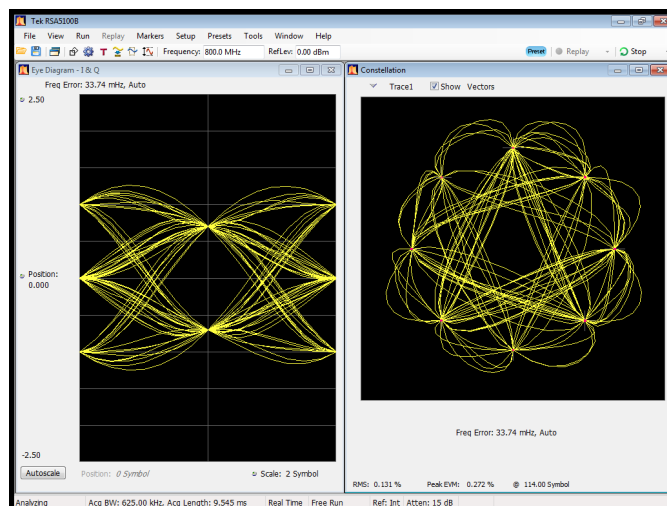 Tek RSA5100B
File View Run Replay Markers Setup Presets Tools Window Help
T Frequency: 800.0 MHz RefLev: 0.00 dBm Preset Replay Stop
Eye Diagram - I & Q
Freq Error: 33.74 mHz, Auto
2.50
Position:
0.000
-2.50
Autoscale Position: 0 Symbol Scale: 2 Symbol
Constellation
Trace1 Show Vectors
Freq Error: 33.74 mHz, Auto
RMS: 0.131 % Peak EVM: 0.272 % @ 114.00 Symbol
Analyzing Acq BW: 625.00 kHz, Acq Length: 9.545 ms Real Time Free Run Ref: Int Atten: 15 dB